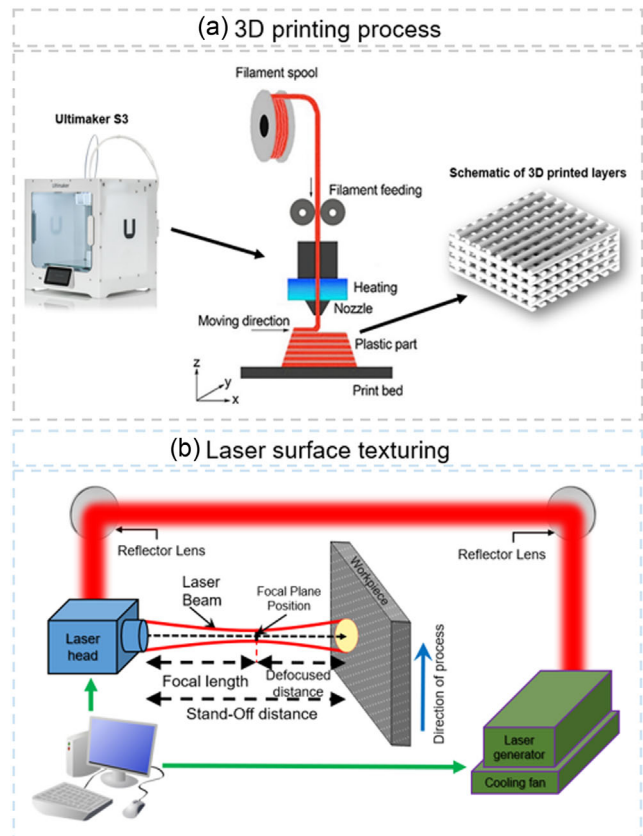 (a) 3D printing process
Filament spool
Ultimaker S3
Ultimaker
U
Filament feeding
Schematic of 3D printed layers
Heating
Nozzle
Moving direction
Plastic part
z
y
x
Print bed
(b) Laser surface texturing
Reflector Lens
Reflector Lens
Laser
Beam
Focal Plane
Position
Workpiece
Laser
head
Focal length
Defocused
distance
Stand-Off distance
Direction of process
Laser
generator
Cooling fan